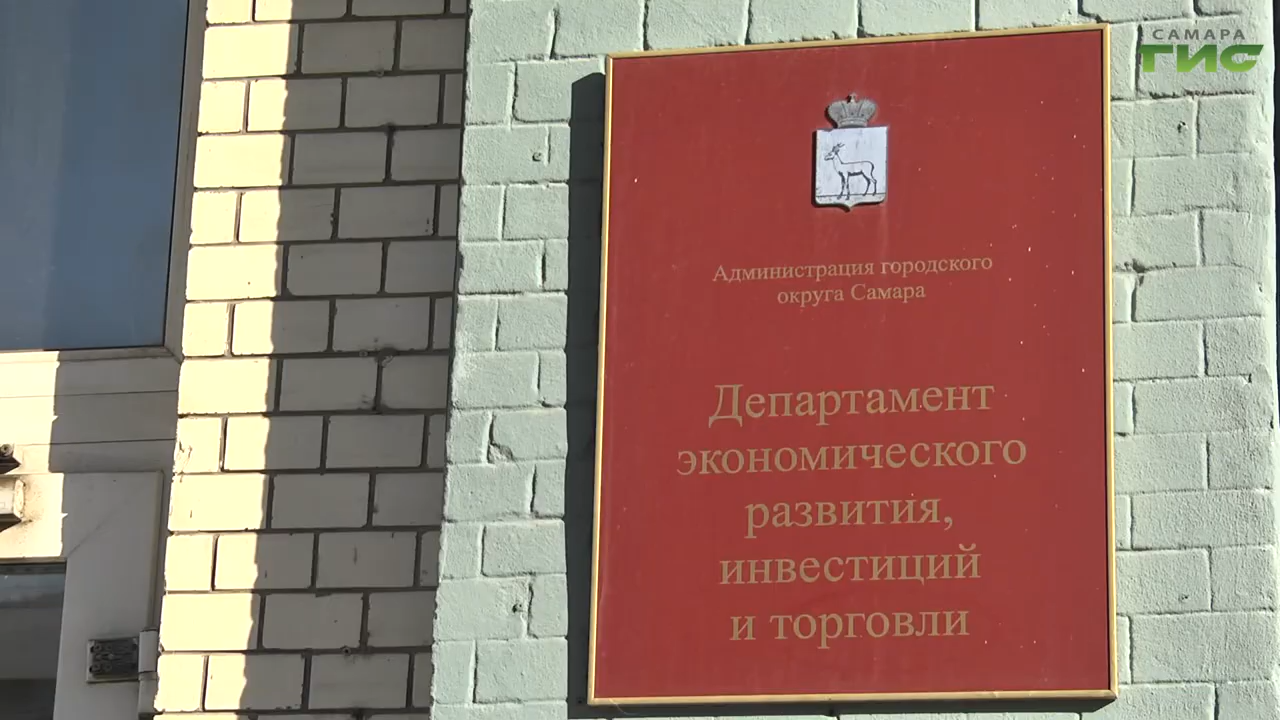 САМАРА
ГИС
Администрация городского
округа Самара
Департамент
экономического
развития,
инвестиций
и торговли